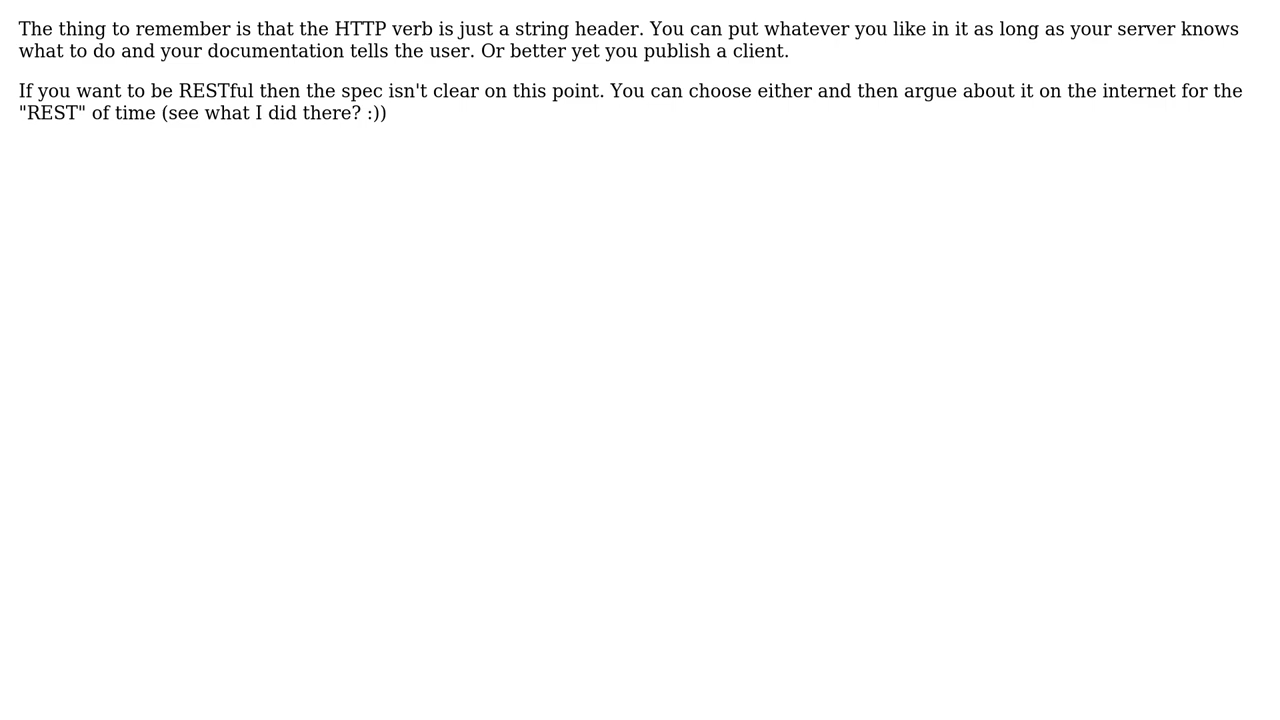 The thing to remember is that the HTTP verb is just a string header. You can put whatever you like in it as long as your server knows
what to do and your documentation tells the user. Or better yet you publish a client.
If you want to be RESTful then the spec isn't clear on this point. You can choose either and then argue about it on the internet for the
"REST" of time (see what I did there? :))